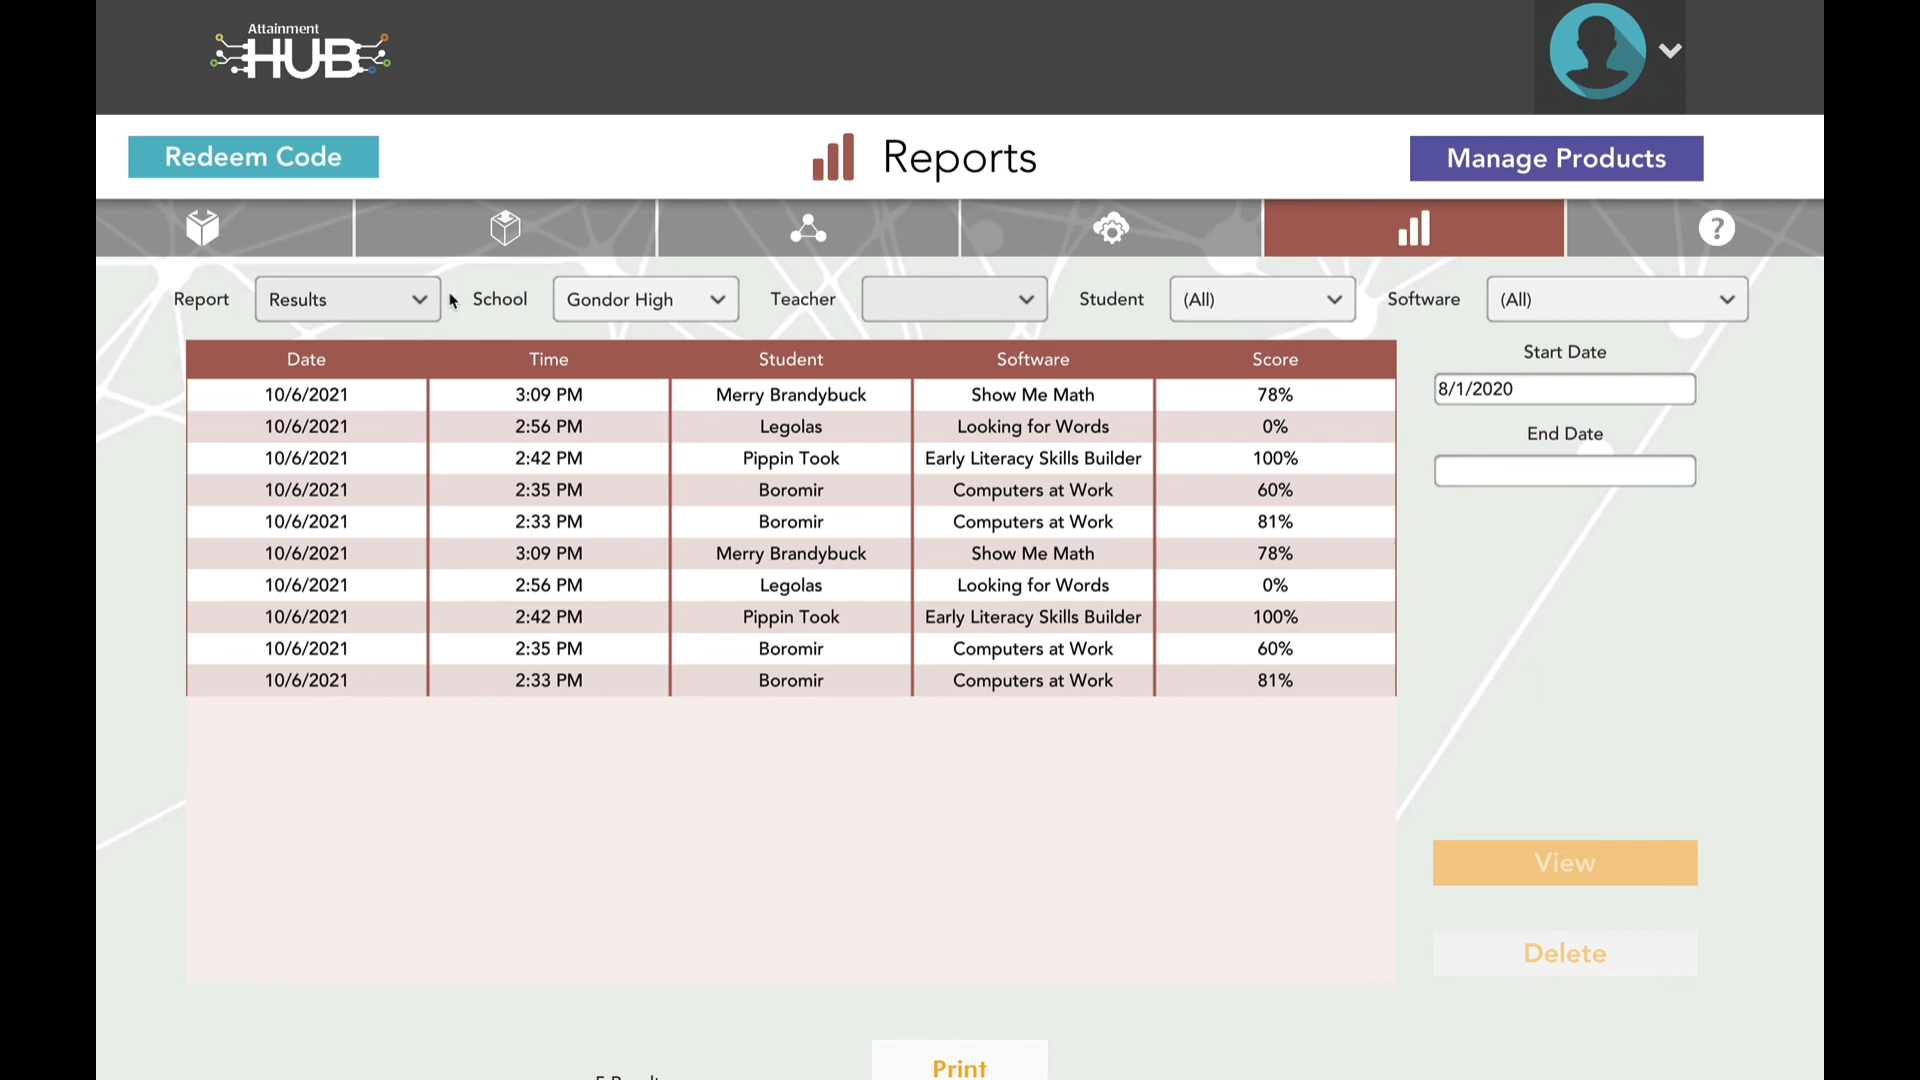 Attainment
HUB
Redeem Code
Reports
Manage Products
?
Report Results School Gondor High Teacher Student (All) Software (All)
Date Time Student Software Score
10/6/2021 3:09 PM Merry Brandybuck Show Me Math 78%
10/6/2021 2:56 PM Legolas Looking for Words 0%
10/6/2021 2:42 PM Pippin Took Early Literacy Skills Builder 100%
10/6/2021 2:35 PM Boromir Computers at Work 60%
10/6/2021 2:33 PM Boromir Computers at Work 81%
10/6/2021 3:09 PM Merry Brandybuck Show Me Math 78%
10/6/2021 2:56 PM Legolas Looking for Words 0%
10/6/2021 2:42 PM Pippin Took Early Literacy Skills Builder 100%
10/6/2021 2:35 PM Boromir Computers at Work 60%
10/6/2021 2:33 PM Boromir Computers at Work 81%
Start Date
8/1/2020
End Date
View
Delete
Print